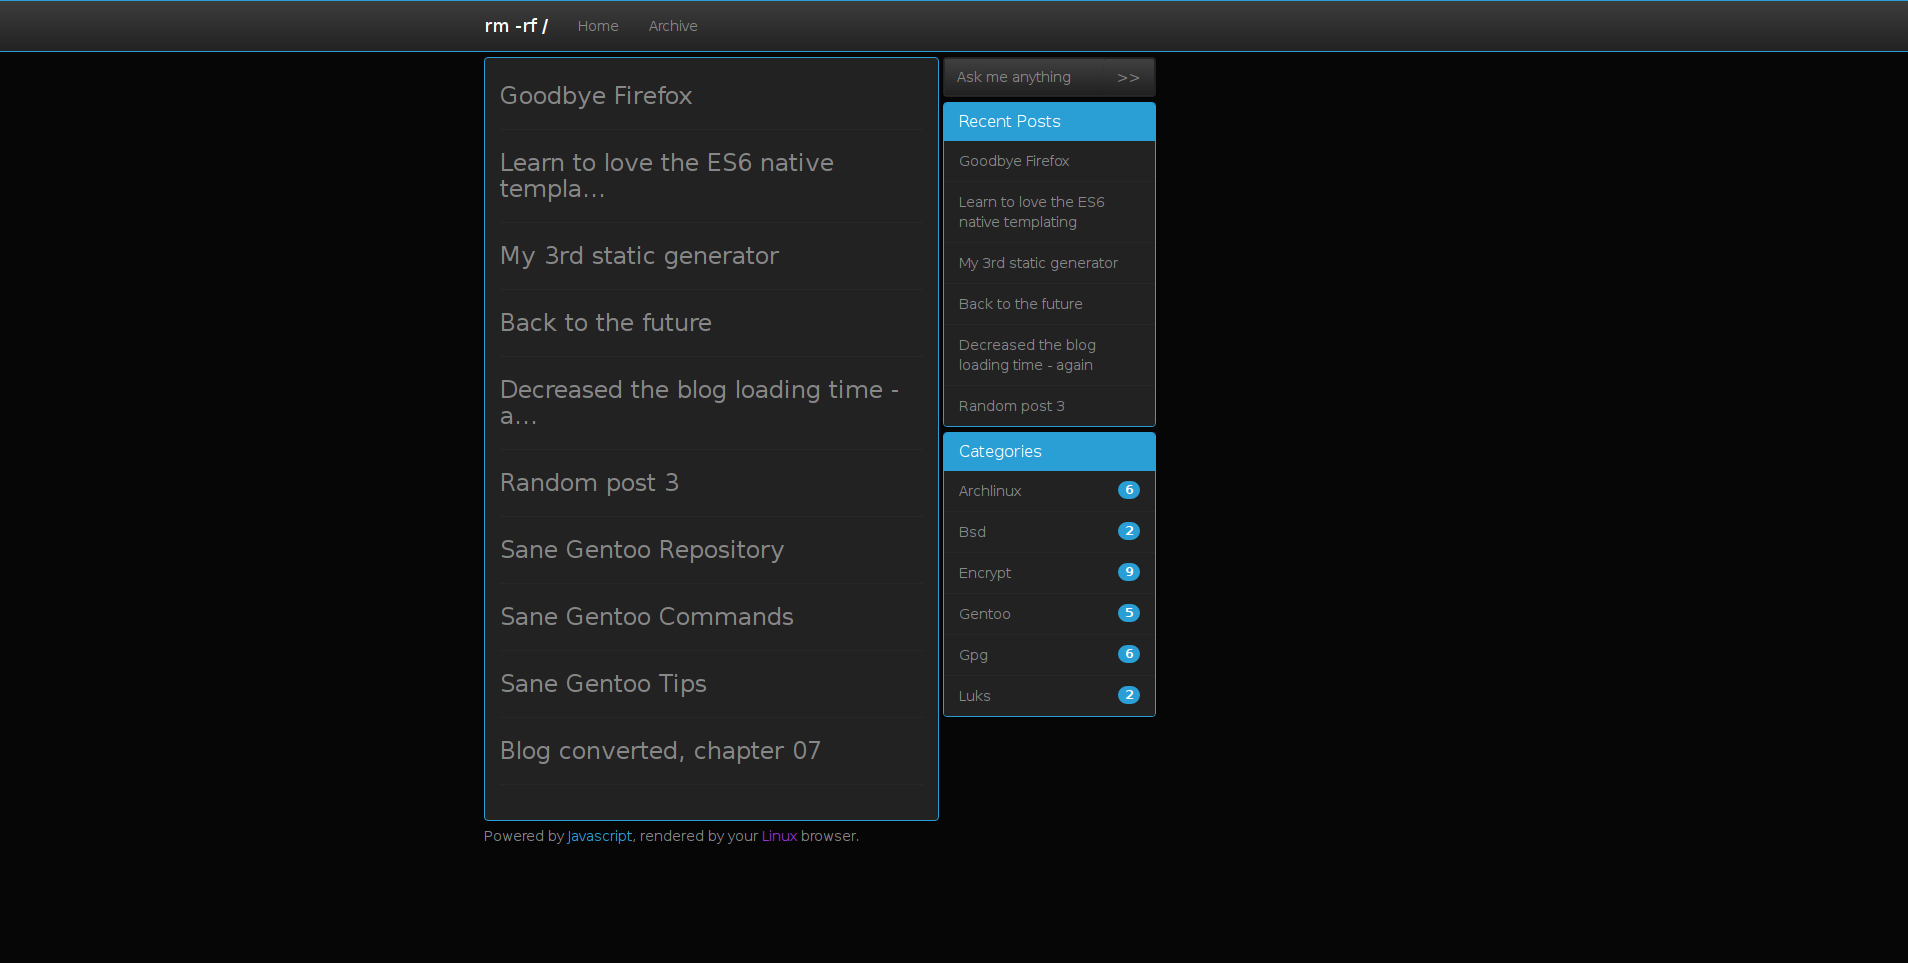 rm -rf / Home Archive
Goodbye Firefox
Learn to love the ES6 native
templa...
My 3rd static generator
Back to the future
Decreased the blog loading time -
a...
Random post 3
Sane Gentoo Repository
Sane Gentoo Commands
Sane Gentoo Tips
Blog converted, chapter 07
Ask me anything >>
Recent Posts
Goodbye Firefox
Learn to love the ES6
native templating
My 3rd static generator
Back to the future
Decreased the blog
loading time - again
Random post 3
Categories
Archlinux 6
Bsd 2
Encrypt 9
Gentoo 5
Gpg 6
Luks 2
Powered by Javascript, rendered by your Linux browser.